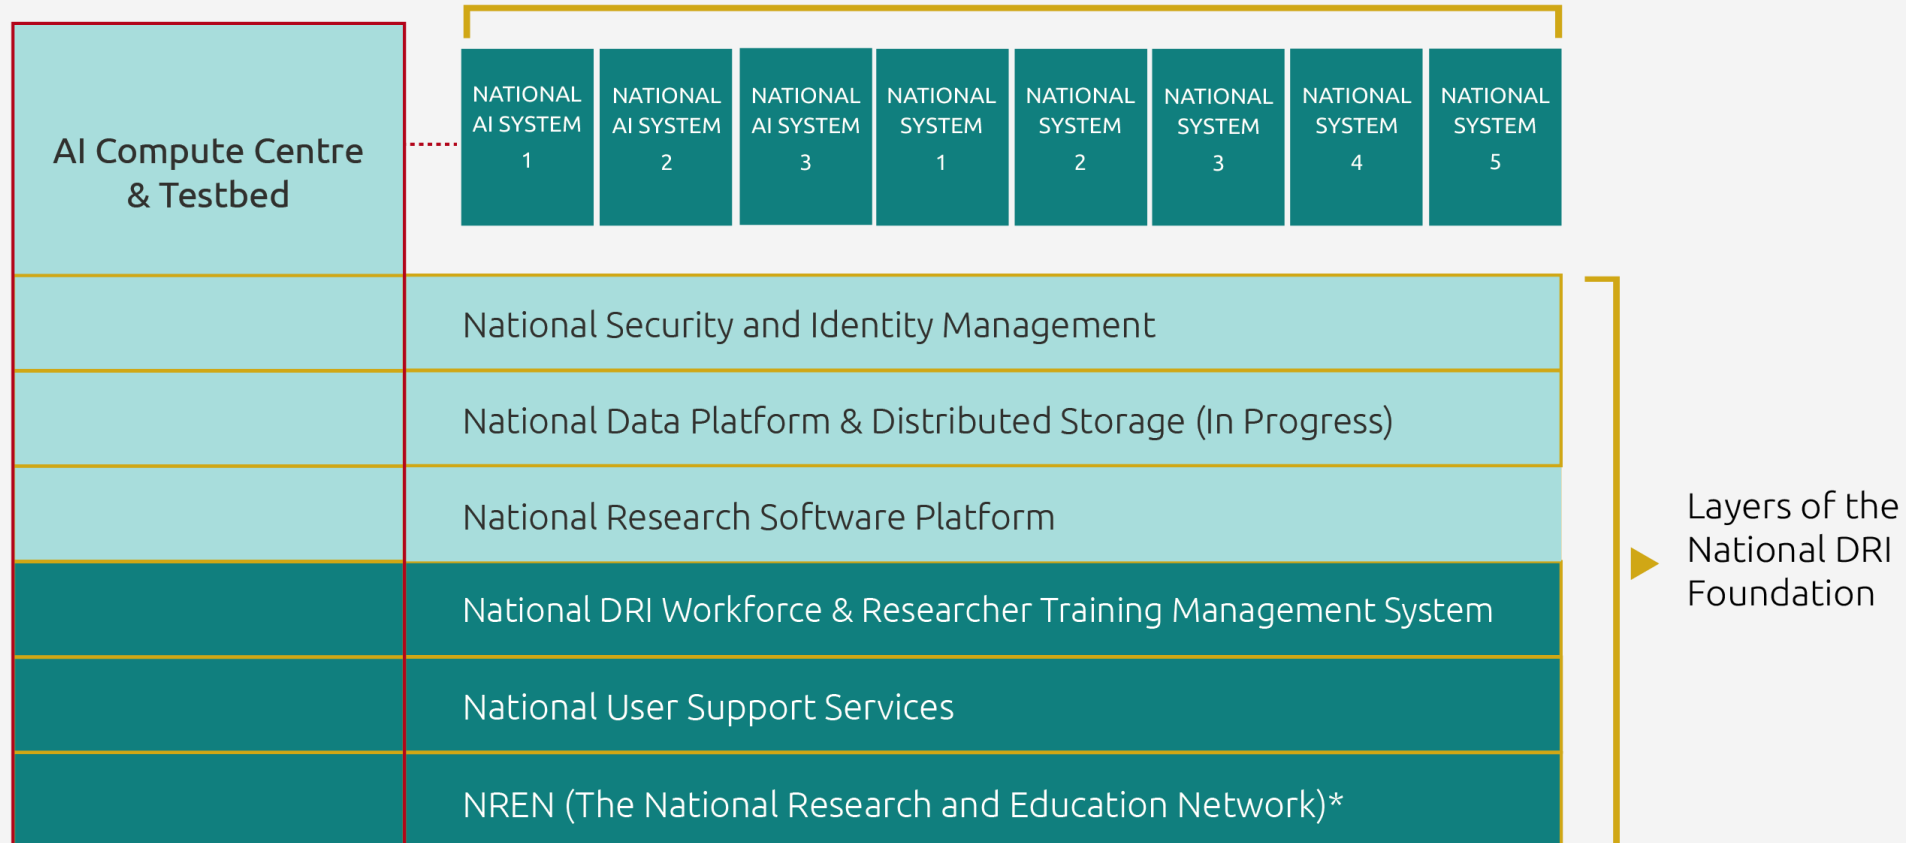 AI Compute Centre
& Testbed
NATIONAL
AI SYSTEM
1
NATIONAL
AI SYSTEM
2
NATIONAL
AI SYSTEM
3
NATIONAL
SYSTEM
1
NATIONAL
SYSTEM
2
NATIONAL
SYSTEM
3
NATIONAL
SYSTEM
4
NATIONAL
SYSTEM
5
National Security and Identity Management
National Data Platform & Distributed Storage (In Progress)
National Research Software Platform
National DRI Workforce & Researcher Training Management System
National User Support Services
NREN (The National Research and Education Network)*
Layers of the
National DRI
Foundation